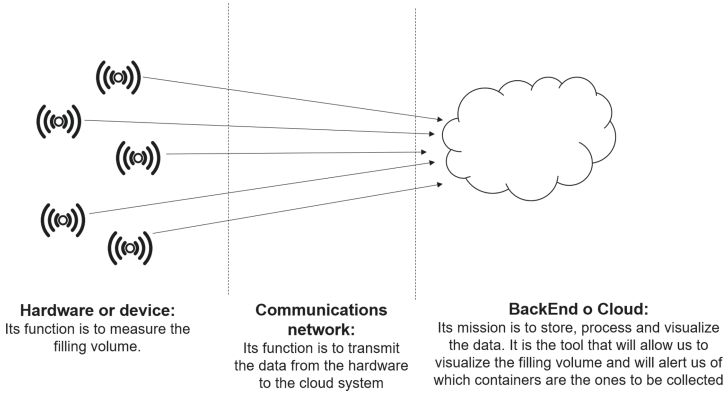 Hardware or device:
Its function is to measure the
filling volume.
Communications
network:
Its function is to transmit
the data from the hardware
to the cloud system
BackEnd o Cloud:
Its mission is to store, process and visualize
the data. It is the tool that will allow us to
visualize the filling volume and will alert us of
which containers are the ones to be collected